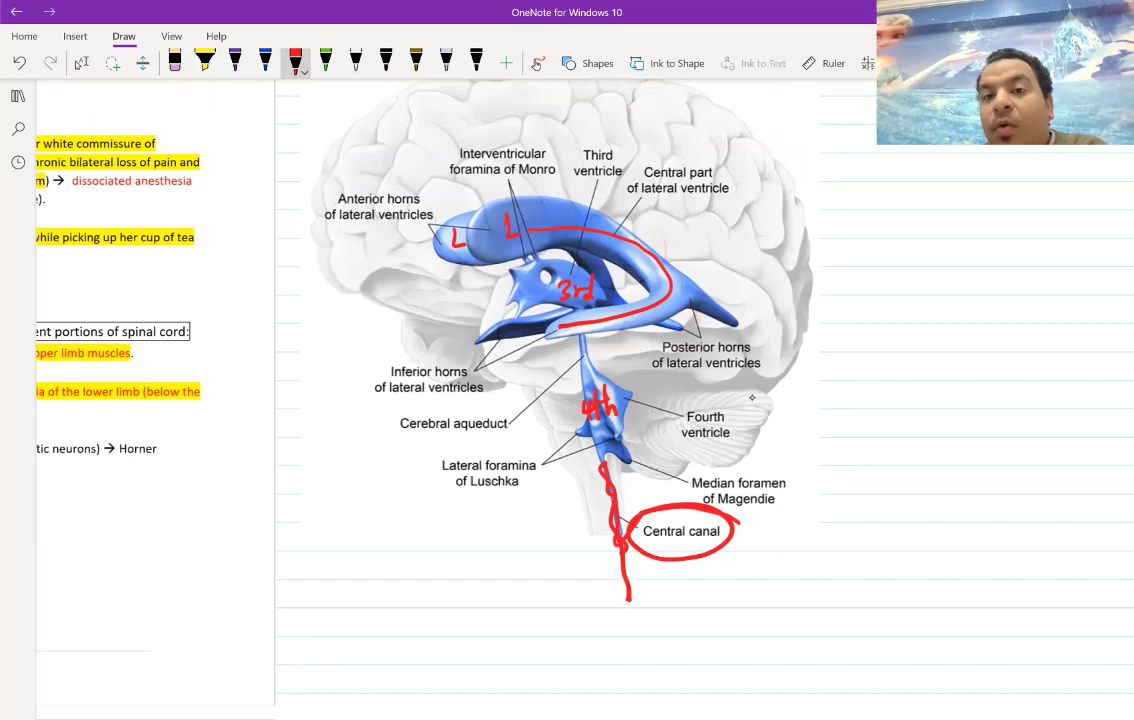 OneNote for Windows 10
Home Insert Draw View Help
Shapes Ink to Shape Ink to Text Ruler
r white commissure of
hronic bilateral loss of pain and
m) → dissociated anesthesia
e).
while picking up her cup of tea
ent portions of spinal cord:
pper limb muscles.
la of the lower limb (below the
tic neurons) → Horner
Interventricular
foramina of Monro
Third
ventricle
Central part
of lateral ventricle
Anterior horns
of lateral ventricles
L
L
3rd
Posterior horns
of lateral ventricles
Inferior horns
of lateral ventricles
Cerebral aqueduct
4th
Fourth
ventricle
Lateral foramina
of Luschka
Median foramen
of Magendie
Central canal